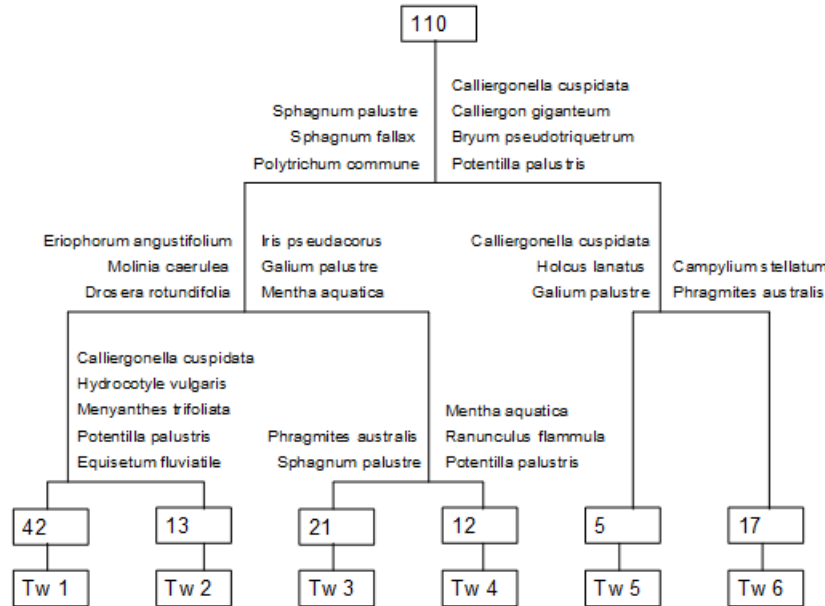 110
Calliergonella cuspidata
Sphagnum palustre Calliergon giganteum
Sphagnum fallax Bryum pseudotriquetrum
Polytrichum commune Potentilla palustris
Eriophorum angustifolium Iris pseudacorus Calliergonella cuspidata
Molinia caerulea Galium palustre Holcus lanatus Campylium stellatum
Drosera rotundifolia Mentha aquatica Galium palustre Phragmites australis
Calliergonella cuspidata
Hydrocotyle vulgaris
Menyanthes trifoliata Mentha aquatica
Potentilla palustris Phragmites australis Ranunculus flammula
Equisetum fluviatile Sphagnum palustre Potentilla palustris
42 13 21 12 5 17
Tw 1 Tw 2 Tw 3 Tw 4 Tw 5 Tw 6